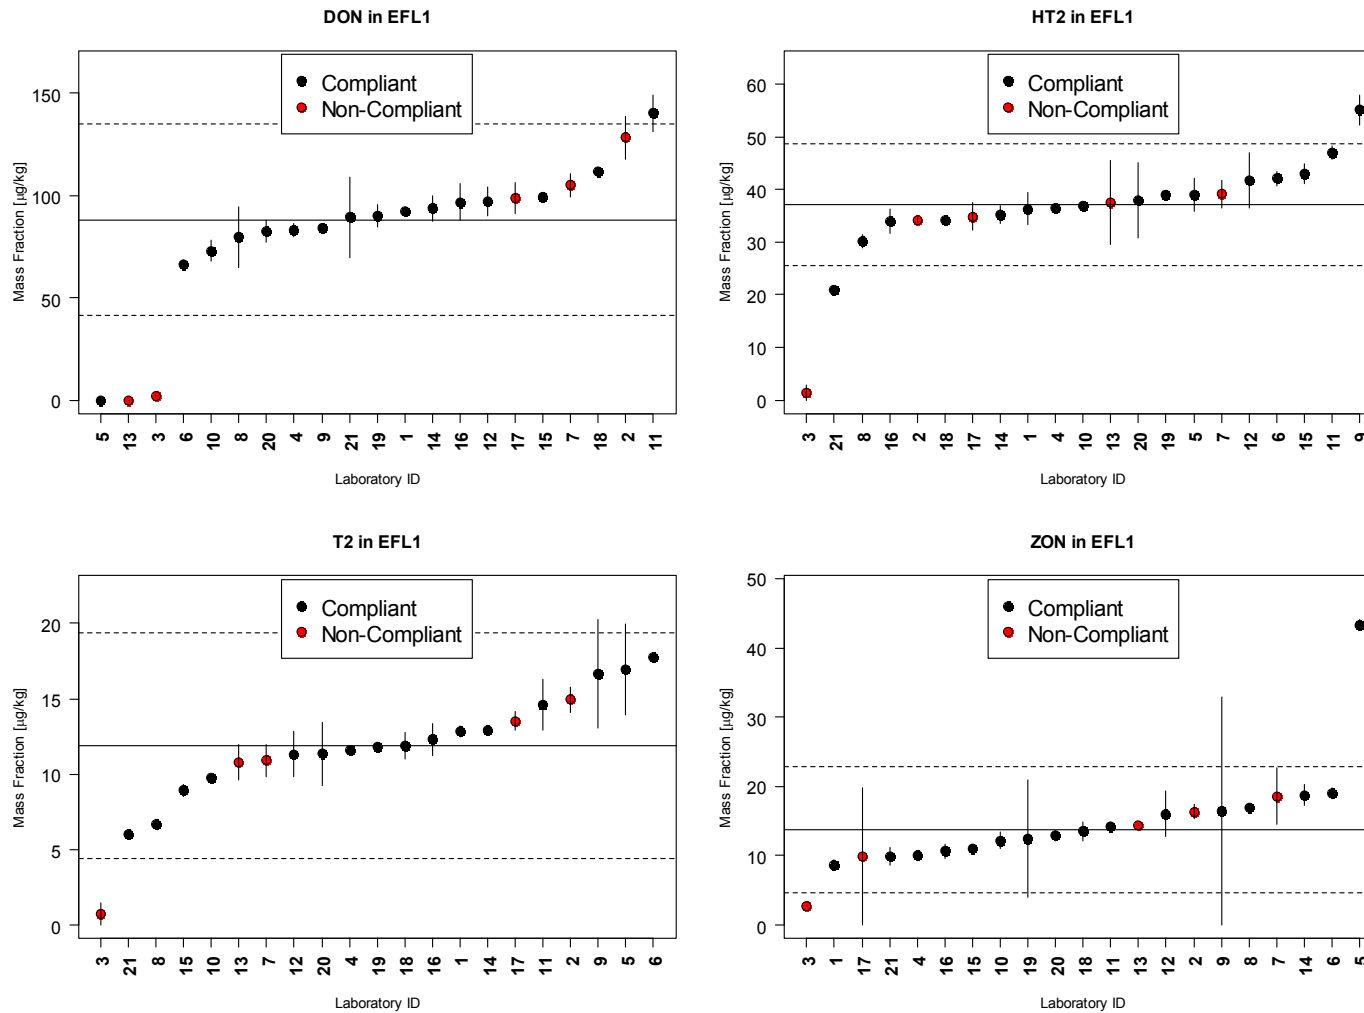 DON in EFL1
Compliant
Non-Compliant
Mass Fraction [µg/kg]
150
100
50
0
5 13 3 6 10 8 20 4 9 21 19 1 14 16 12 17 15 7 18 2 11
Laboratory ID
HT2 in EFL1
Compliant
Non-Compliant
Mass Fraction [µg/kg]
60
50
40
30
20
10
0
3 21 8 16 2 18 17 14 1 4 10 13 20 19 5 7 12 6 15 11 9
Laboratory ID
T2 in EFL1
Compliant
Non-Compliant
Mass Fraction [µg/kg]
20
15
10
5
0
3 21 8 15 10 13 7 12 20 4 19 18 16 1 14 17 11 2 9 5 6
Laboratory ID
ZON in EFL1
Compliant
Non-Compliant
Mass Fraction [µg/kg]
50
40
30
20
10
0
3 1 17 21 4 16 15 10 19 20 18 11 13 12 2 9 8 7 14 6 5
Laboratory ID